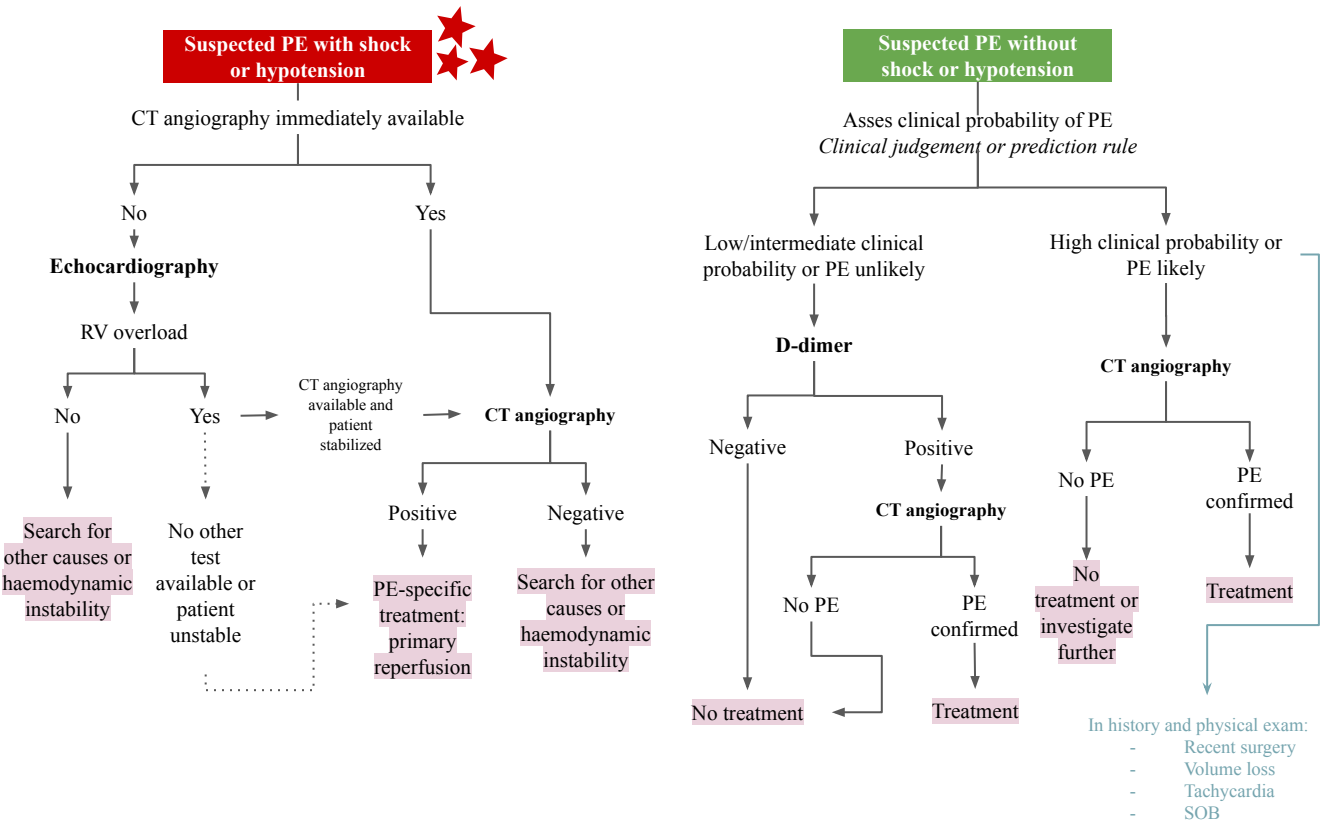 Suspected PE with shock
or hypotension
CT angiography immediately available
No
Yes
Echocardiography
RV overload
No
Yes
CT angiography
available and
patient
stabilized
CT angiography
Positive
Negative
Search for
other causes or
haemodynamic
instability
No other
test
available or
patient
unstable
PE-specific
treatment:
primary
reperfusion
Search for other
causes or
haemodynamic
instability
Suspected PE without
shock or hypotension
Asses clinical probability of PE
Clinical judgement or prediction rule
Low/intermediate clinical
probability or PE unlikely
High clinical probability or
PE likely
D-dimer
Negative
Positive
CT angiography
No PE
PE
confirmed
No treatment
Treatment
CT angiography
No PE
PE
confirmed
No
treatment or
investigate
further
Treatment
In history and physical exam:
- Recent surgery
- Volume loss
- Tachycardia
- SOB